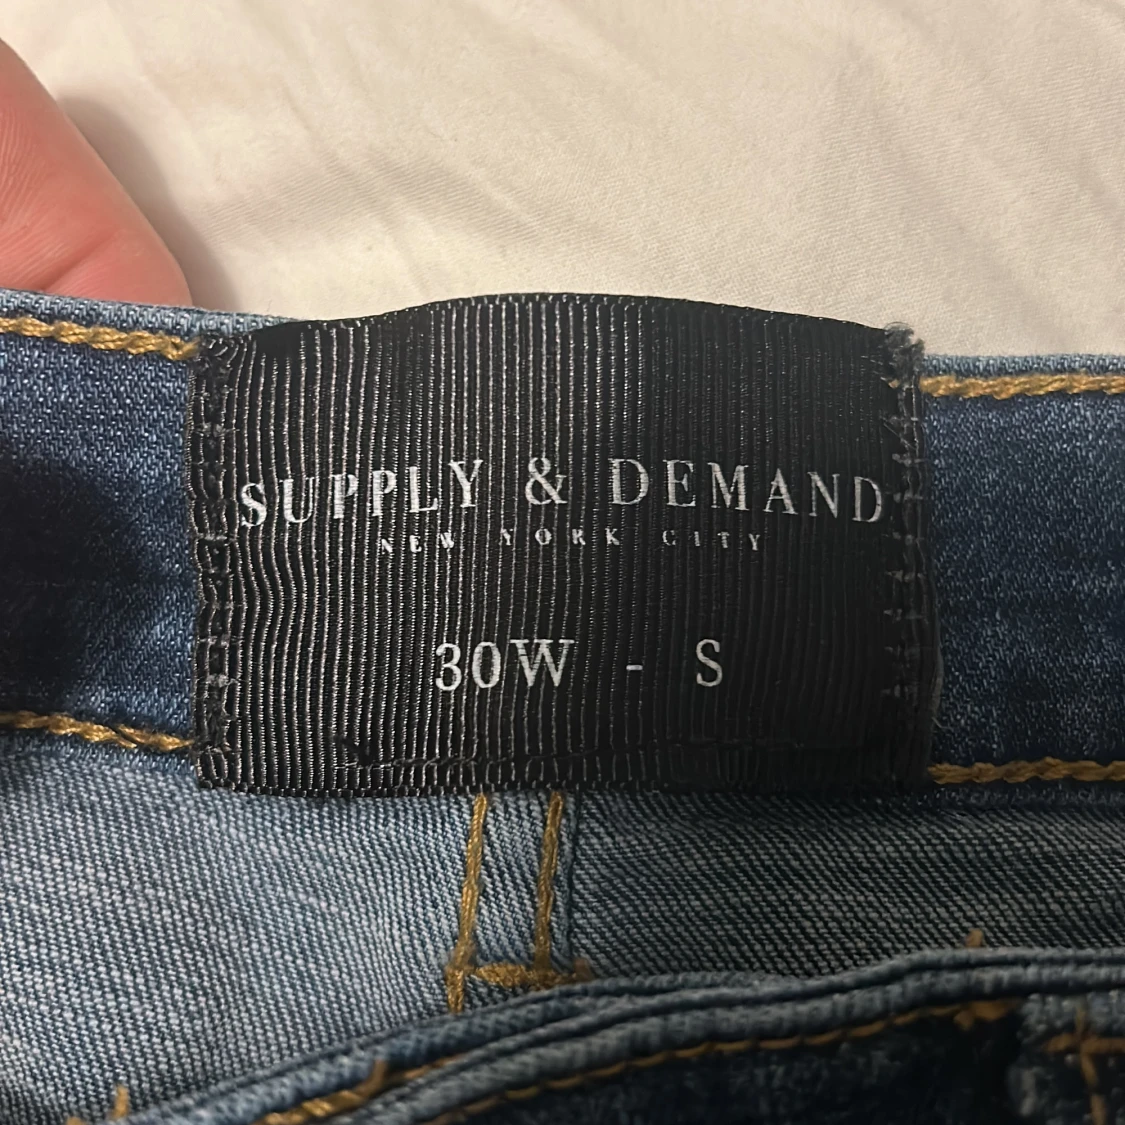 SUPPLY & DEMAND
NEW YORK CITY
30W - S